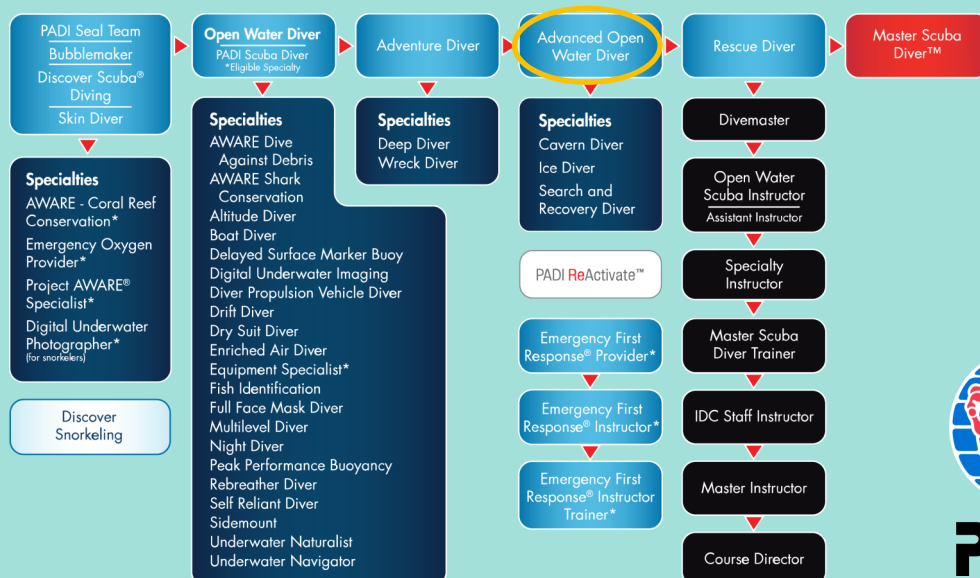 PADI Seal Team
Bubblemaker
Discover Scuba®
Diving
Skin Diver
Open Water Diver
PADI Scuba Diver
*Eligible Specialty
Adventure Diver
Advanced Open
Water Diver
Rescue Diver
Master Scuba
Diver™
Specialties
AWARE - Coral Reef
Conservation*
Emergency Oxygen
Provider*
Project AWARE®
Specialist*
Digital Underwater
Photographer*
(for snorkelers)
Discover
Snorkeling
Specialties
AWARE Dive
Against Debris
AWARE Shark
Conservation
Altitude Diver
Boat Diver
Delayed Surface Marker Buoy
Digital Underwater Imaging
Diver Propulsion Vehicle Diver
Drift Diver
Dry Suit Diver
Enriched Air Diver
Equipment Specialist*
Fish Identification
Full Face Mask Diver
Multilevel Diver
Night Diver
Peak Performance Buoyancy
Rebreather Diver
Self Reliant Diver
Sidemount
Underwater Naturalist
Underwater Navigator
Specialties
Deep Diver
Wreck Diver
Specialties
Cavern Diver
Ice Diver
Search and
Recovery Diver
PADI ReActivate™
Emergency First
Response® Provider*
Emergency First
Response® Instructor*
Emergency First
Response® Instructor
Trainer*
Divemaster
Open Water
Scuba Instructor
Assistant Instructor
Specialty
Instructor
Master Scuba
Diver Trainer
IDC Staff Instructor
Master Instructor
Course Director